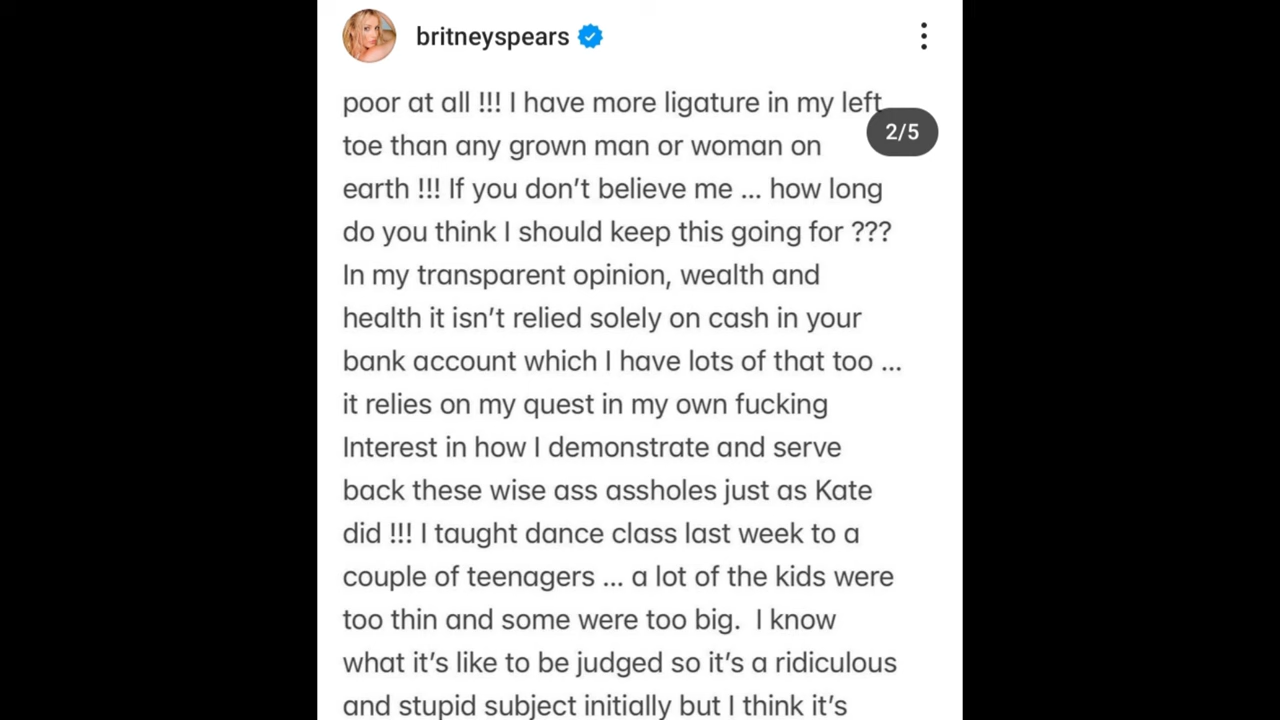 britneyspears
poor at all !!! I have more ligature in my left
2/5
toe than any grown man or woman on
earth !!! If you don’t believe me ... how long
do you think I should keep this going for ???
In my transparent opinion, wealth and
health it isn’t relied solely on cash in your
bank account which I have lots of that too ...
it relies on my quest in my own fucking
Interest in how I demonstrate and serve
back these wise ass assholes just as Kate
did !!! I taught dance class last week to a
couple of teenagers ... a lot of the kids were
too thin and some were too big. I know
what it’s like to be judged so it’s a ridiculous
and stupid subject initially but I think it’s